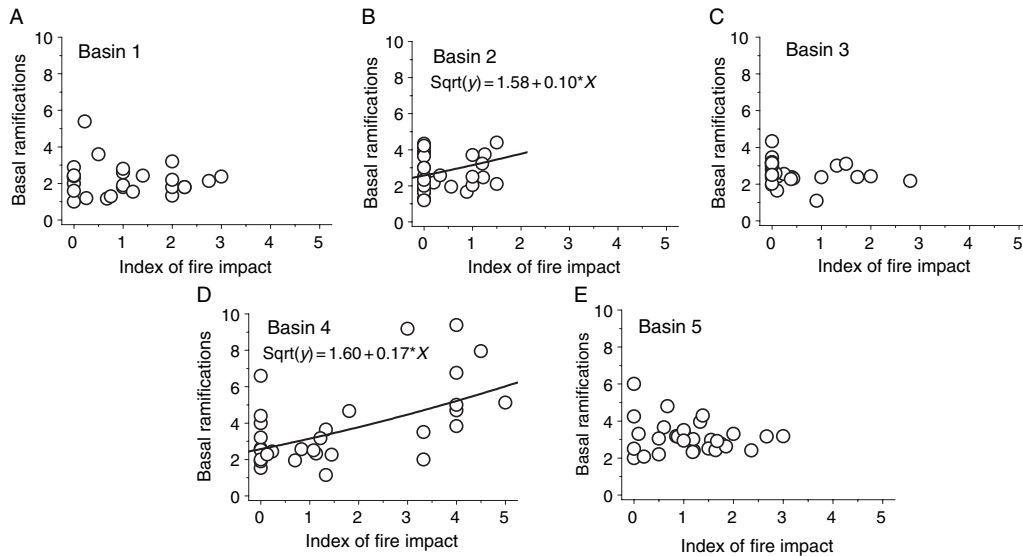 A
Basin 1
Basal ramifications
10
8
6
4
2
0
0 1 2 3 4 5
Index of fire impact
B
Basin 2
Sqrt(y) = 1.58 + 0.10*X
Basal ramifications
10
8
6
4
2
0
0 1 2 3 4 5
Index of fire impact
C
Basin 3
Basal ramifications
10
8
6
4
2
0
0 1 2 3 4 5
Index of fire impact
D
Basin 4
Sqrt(y) = 1.60 + 0.17*X
Basal ramifications
10
8
6
4
2
0
0 1 2 3 4 5
Index of fire impact
E
Basin 5
Basal ramifications
10
8
6
4
2
0
0 1 2 3 4 5
Index of fire impact